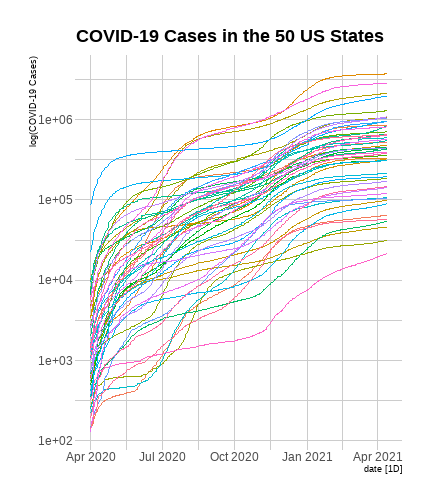 COVID-19 Cases in the 50 US States
log(COVID-19 Cases)
1e+06
1e+05
1e+04
1e+03
1e+02
Apr 2020 Jul 2020 Oct 2020 Jan 2021 Apr 2021
date [1D]